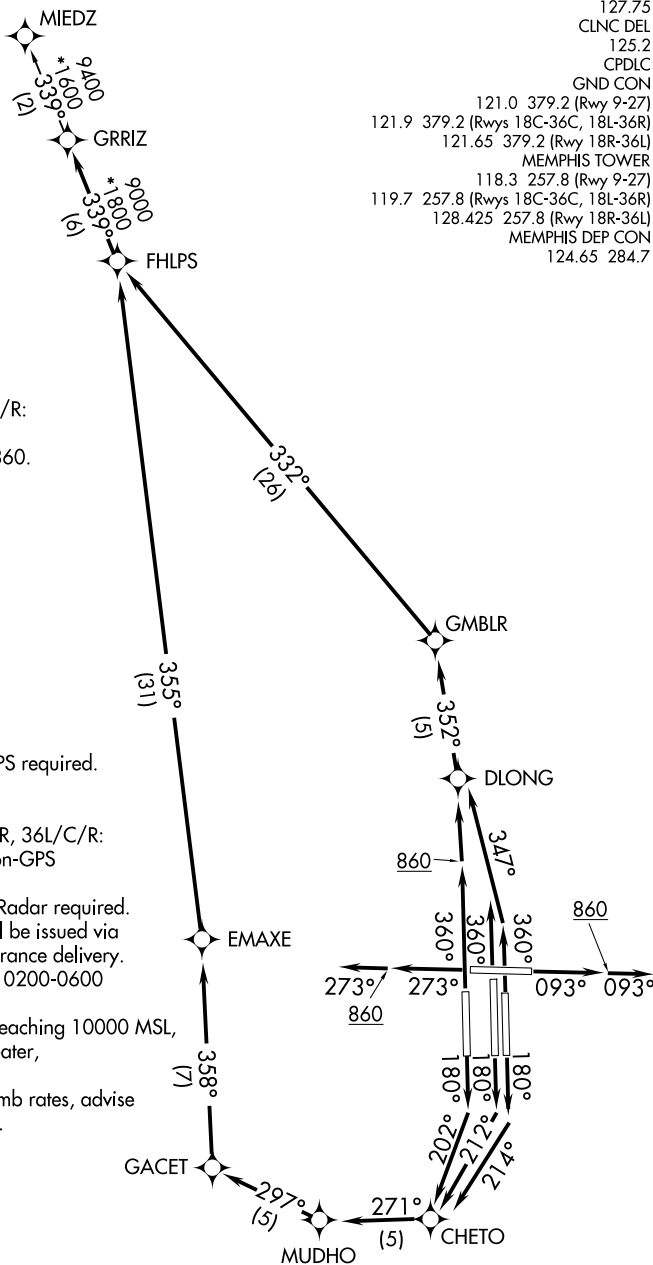 127.75
CLNC DEL
125.2
CPDLC
GND CON
121.0 379.2 (Rwy 9-27)
121.9 379.2 (Rwys 18C-36C, 18L-36R)
121.65 379.2 (Rwy 18R-36L)
MEMPHIS TOWER
118.3 257.8 (Rwy 9-27)
119.7 257.8 (Rwys 18C-36C, 18L-36R)
128.425 257.8 (Rwy 18R-36L)
MEMPHIS DEP CON
124.65 284.7
MIEDZ
9400
*1600
339°
(2)
GRRIZ
9000
*1800
339°
(6)
FHLPS
/R:
360.
332°
(26)
GMBLR
355°
(31)
352°
(5)
PS required.
DLONG
R, 36L/C/R:
on-GPS
347°
860
Radar required.
l be issued via
rance delivery.
0200-0600
EMAXE
360°
360°
360°
860
273°
273°
093°
093°
860
eaching 10000 MSL,
eater,
mb rates, advise
.
358°
(7)
180°
180°
180°
202°
212°
214°
GACET
297°
(5)
271°
(5)
CHETO
MUDHO